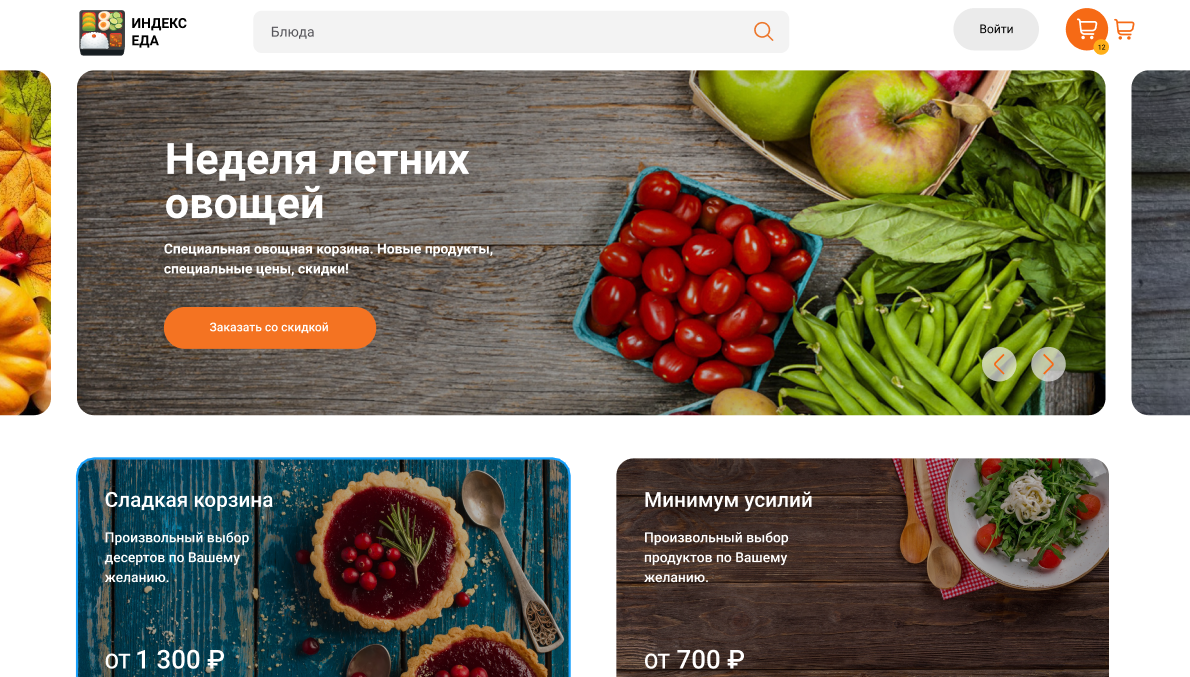 ИНДЕКС
ЕДА
Блюда
Войти
12
Неделя летних
овощей
Специальная овощная корзина. Новые продукты,
специальные цены, скидки!
Заказать со скидкой
Сладкая корзина
Произвольный выбор
десертов по Вашему
желанию.
от 1 300 ₽
Минимум усилий
Произвольный выбор
продуктов по Вашему
желанию.
от 700 ₽